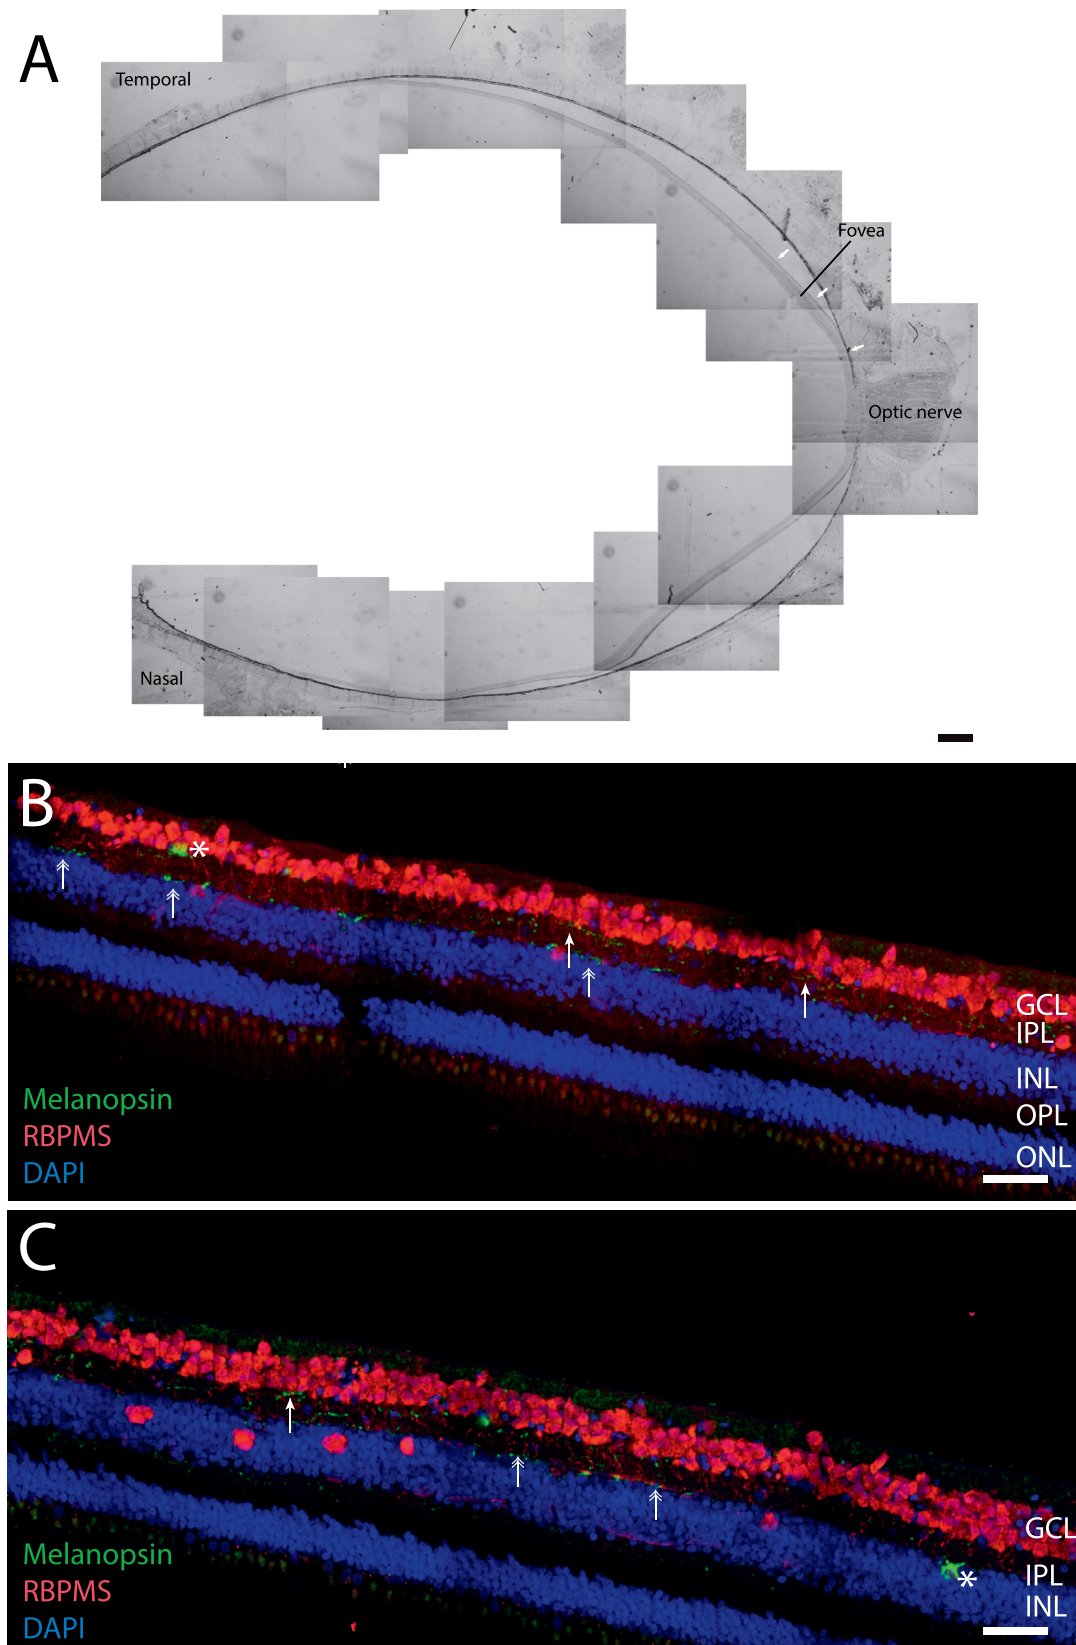 A
Temporal
Fovea
Optic nerve
Nasal
B
*
GCL
IPL
INL
OPL
ONL
Melanopsin
RBPMS
DAPI
C
GCL
IPL
*
INL
Melanopsin
RBPMS
DAPI